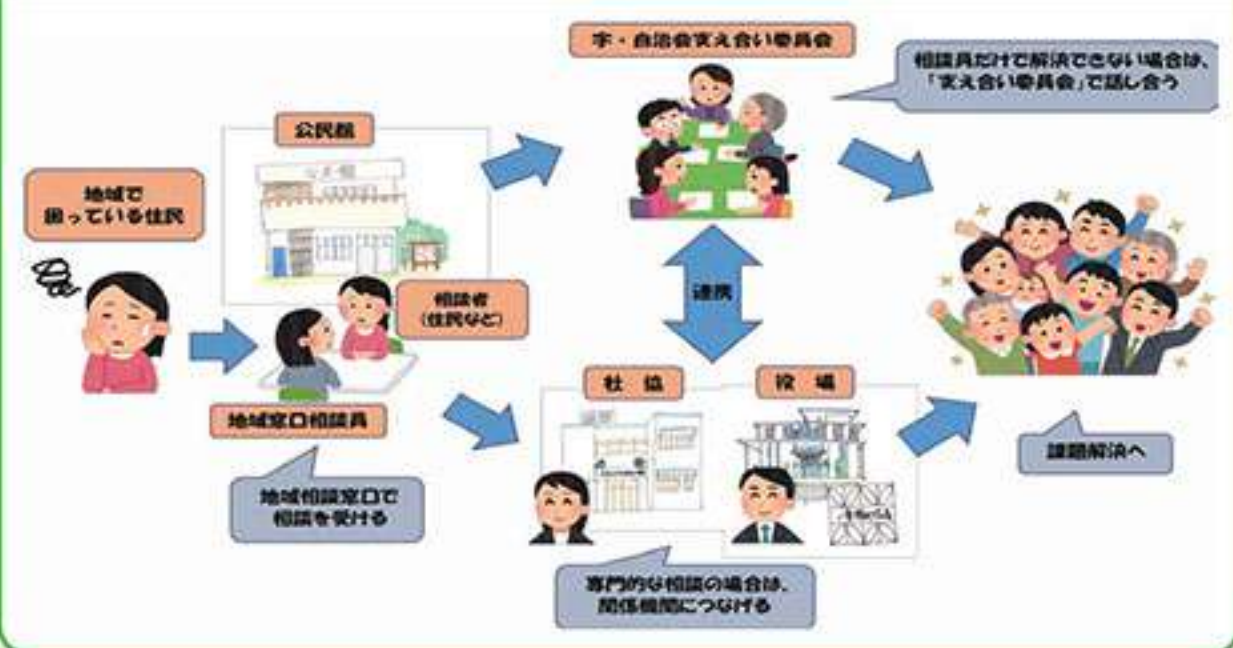 字・自治会支え合い委員会
相談員だけで解決できない場合は、
「支え合い委員会」で話し合う
公民館
地域で
困っている住民
相談者
(住民など)
連携
社 協
役 場
地域窓口相談員
課題解決へ
地域相談窓口で
相談を受ける
専門的な相談の場合は、
関係機関につなげる